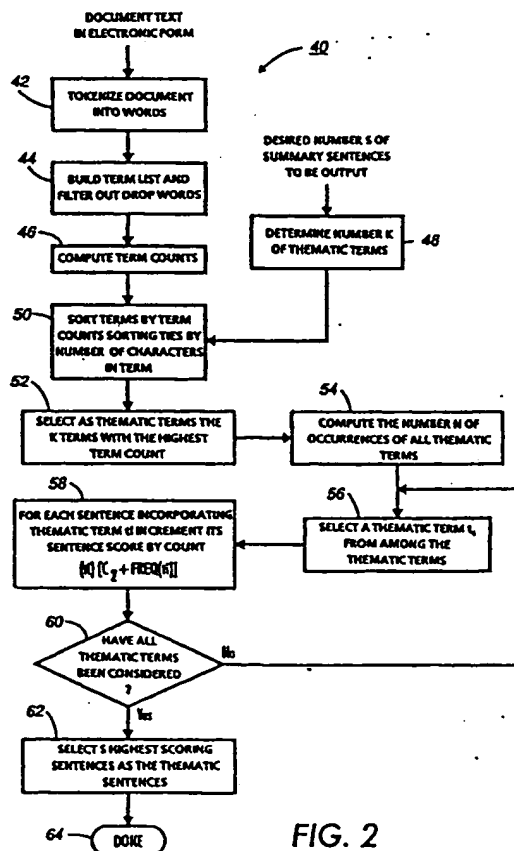 DOCUMENT TEXT
IN ELECTRONIC FORM
40
42
TOKENIZE DOCUMENT
INTO WORDS
DESIRED NUMBER S OF
SUMMARY SENTENCES
TO BE OUTPUT
44
BUILD TERM LIST AND
FILTER OUT DROP WORDS
DETERMINE NUMBER K
OF THEMATIC TERMS
48
46
COMPUTE TERM COUNTS
50
SORT TERMS BY TERM
COUNTS SORTING TIES BY
NUMBER OF CHARACTERS
IN TERM
52
SELECT AS THEMATIC TERMS THE
K TERMS WITH THE HIGHEST
TERM COUNT
54
COMPUTE THE NUMBER N OF
OCCURRENCES OF ALL THEMATIC
TERMS
56
SELECT A THEMATIC TERM
FROM AMONG THE
THEMATIC TERMS
58
FOR EACH SENTENCE INCORPORATING
THEMATIC TERM INCREMENT ITS
SENTENCE SCORE BY COUNT
[C2 + FREQ
60
HAVE ALL
THEMATIC TERMS
BEEN CONSIDERED
?
No
Yes
62
SELECT S HIGHEST SCORING
SENTENCES AS THE THEMATIC
SENTENCES
64
DONE
FIG. 2